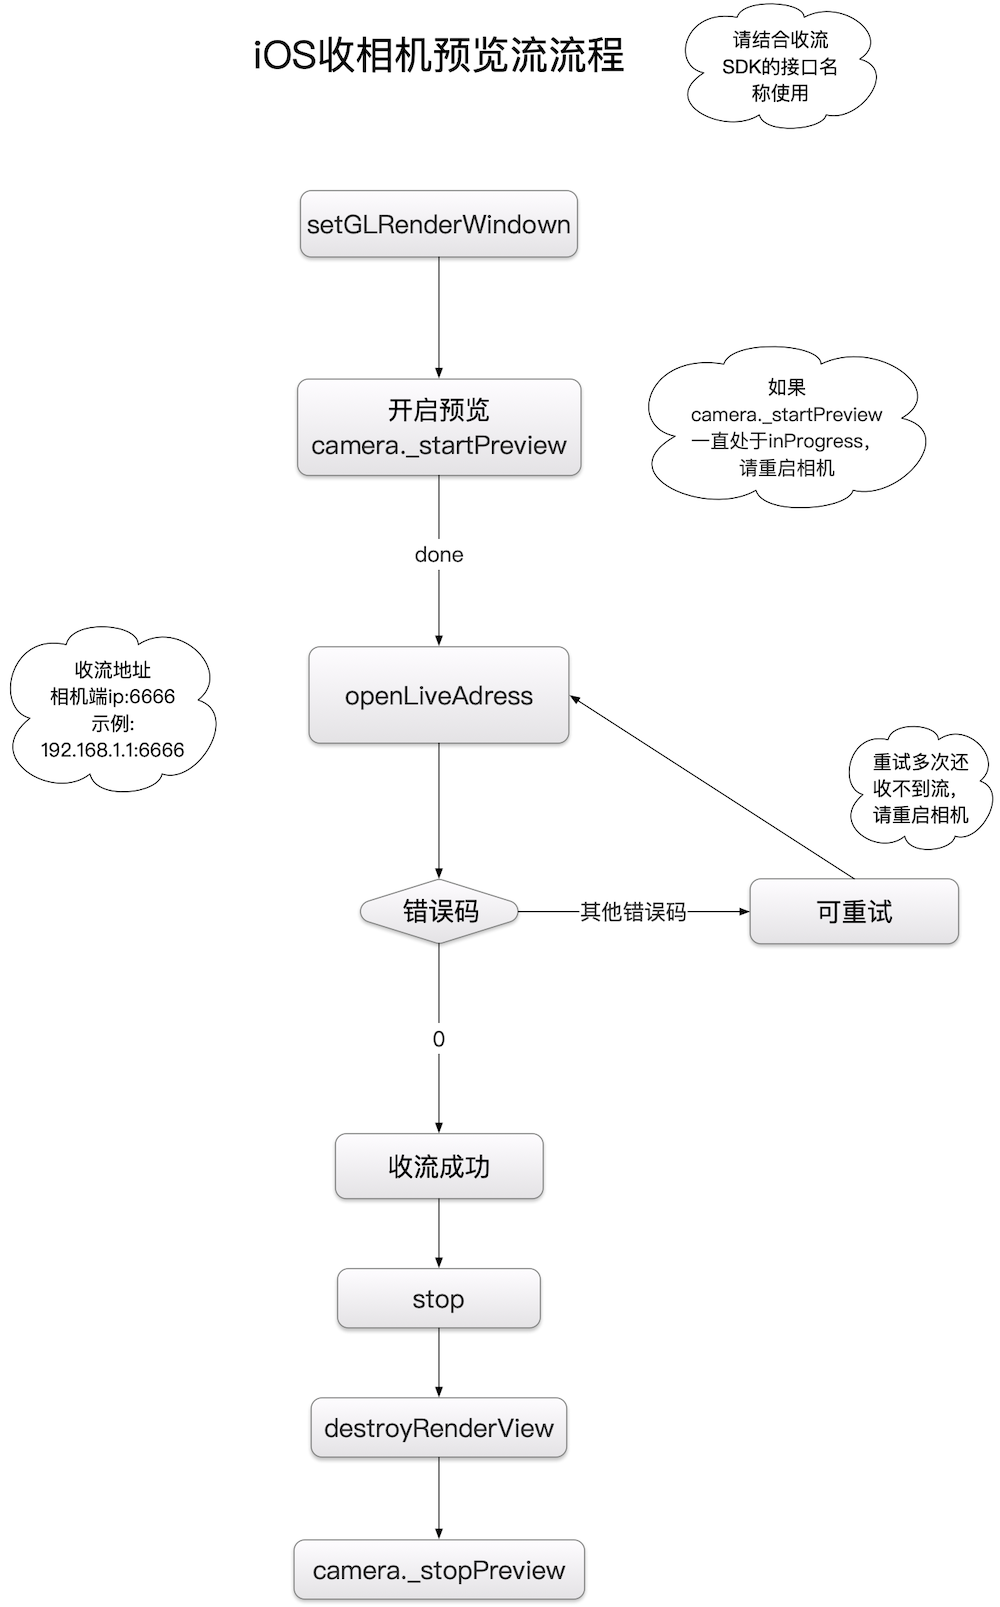 iOS收相机预览流流程
请结合收流
SDK的接口名
称使用
setGLRenderWindown
开启预览
camera._startPreview
如果
camera._startPreview
一直处于inProgress，
请重启相机
done
收流地址
相机端ip:6666
示例:
192.168.1.1:6666
openLiveAdress
重试多次还
收不到流，
请重启相机
错误码
其他错误码
可重试
0
收流成功
stop
destroyRenderView
camera._stopPreview